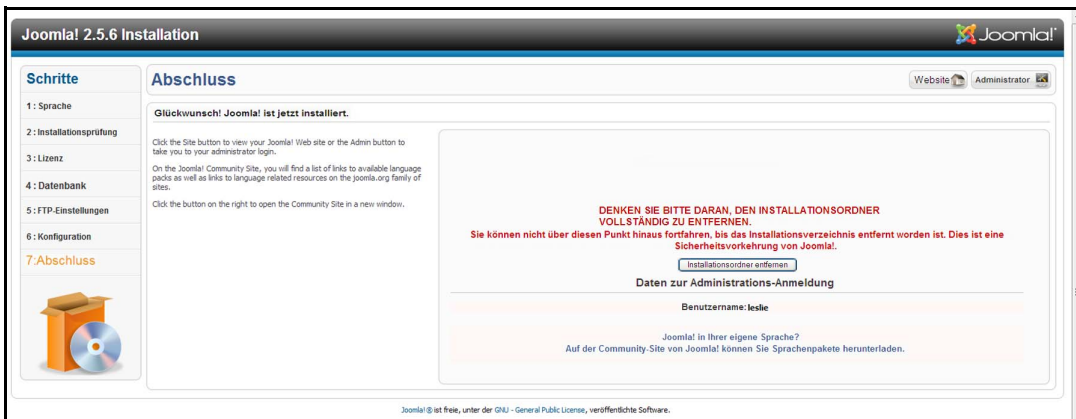 Joomla! 2.5.6 Installation
Joomla!
Schritte
1 : Sprache
2 : Installationsprüfung
3 : Lizenz
4 : Datenbank
5 : FTP-Einstellungen
6 : Konfiguration
7:Abschluss
Abschluss
Website
Administrator
Glückwunsch! Joomla! ist jetzt installiert.
Click the Site button to view your Joomla! Web site or the Admin button to
take you to your administrator login.
On the Joomla! Community Site, you will find a list of links to available language
packs as well as links to language related resources on the joomla.org family of
sites.
Click the button on the right to open the Community Site in a new window.
DENKEN SIE BITTE DARAN, DEN INSTALLATIONSORDNER
VOLLSTÄNDIG ZU ENTFERNEN.
Sie können nicht über diesen Punkt hinaus fortfahren, bis das Installationsverzeichnis entfernt worden ist. Dies ist eine
Sicherheitsvorkehrung von Joomla!.
Installationsordner entfernen
Daten zur Administrations-Anmeldung
Benutzername: leslie
Joomla! in Ihrer eigene Sprache?
Auf der Community-Site von Joomla! können Sie Sprachenpakete herunterladen.
Joomla! ® ist freie, unter der GNU - General Public License, veröffentlichte Software.